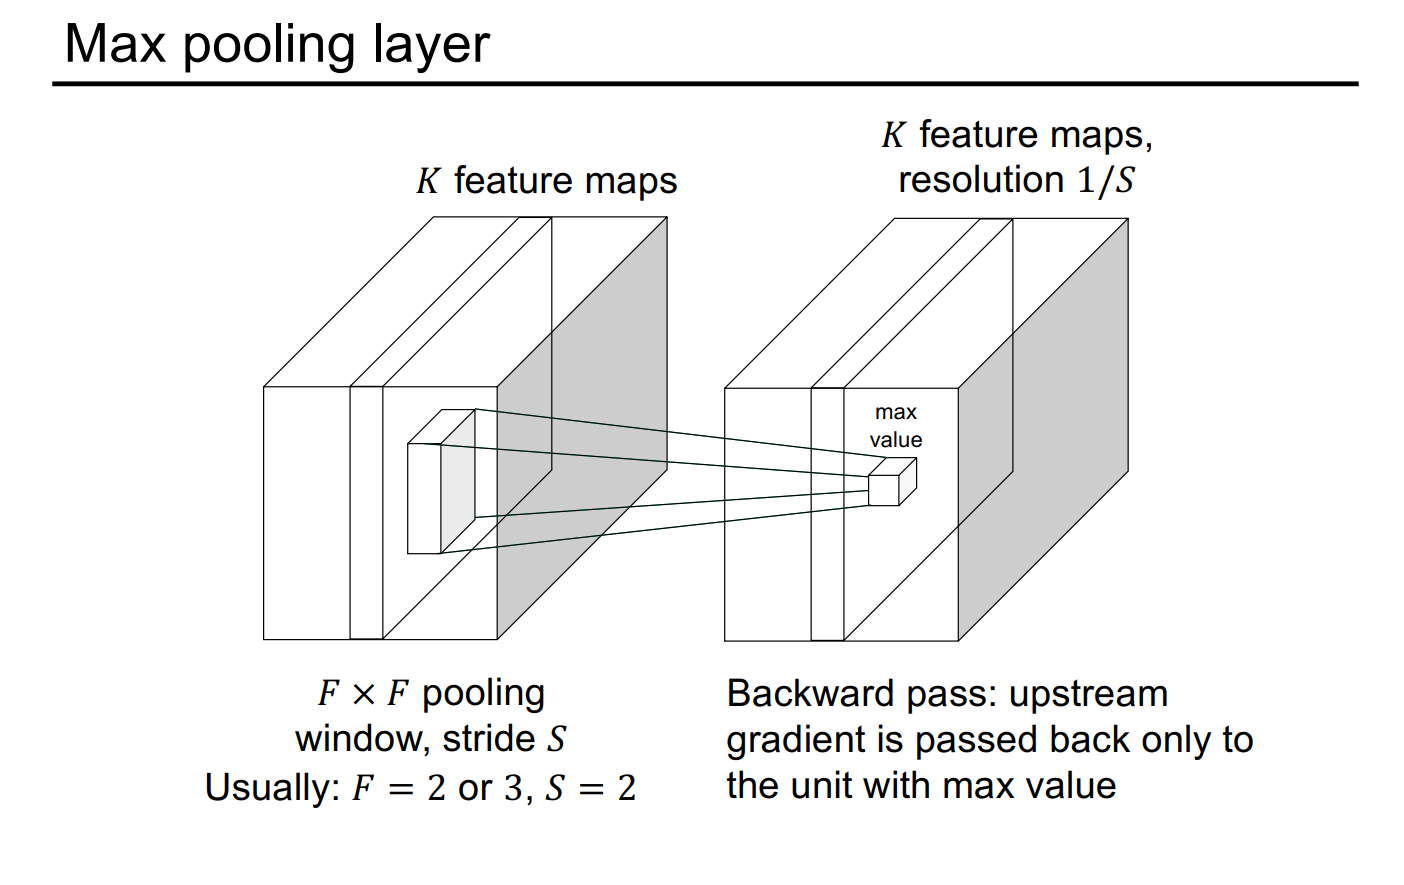 Max pooling layer
K feature maps
K feature maps,
resolution 1/S
max
value
F × F pooling
window, stride S
Usually: F = 2 or 3, S = 2
Backward pass: upstream
gradient is passed back only to
the unit with max value